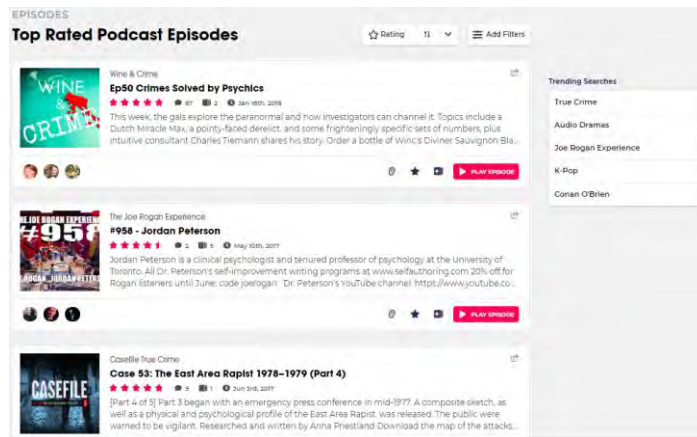 EPISODES
Top Rated Podcast Episodes
Rating
Add Filters
WINE & CRIME
Wine & Crime
Ep50 Crimes Solved by Psychics
67 2 Jan 18th, 2018
This week, the gals explore the paranormal and how investigators can channel it. Topics include a
Dutch Miracle Max, a pointy-faced derelict, and some frighteningly specific sets of numbers, plus
intuitive consultant Charles Tiemann shares his story. Order a bottle of Winc's Diviner Sauvignon Bla...
PLAY EPISODE
THE JOE ROGAN EXPERIENCE
#958
The Joe Rogan Experience
#958 - Jordan Peterson
2 5 May 10th, 2017
Jordan Peterson is a clinical psychologist and tenured professor of psychology at the University of
Toronto. All Dr. Peterson's self-improvement writing programs at www.selfauthoring.com 20% off for
Rogan listeners until June: code joerogan Dr. Peterson's YouTube channel: https://www.youtube.co...
PLAY EPISODE
CASEFILE
Casefile True Crime
Case 53: The East Area Rapist 1978–1979 (Part 4)
1 Jun 3rd, 2017
[Part 4 of 5] Part 3 began with an emergency press conference in mid-1977. A composite sketch, as
well as a physical and psychological profile of the East Area Rapist, was released. The public were
warned to be vigilant. Researched and written by Anna Priestland Download the map of the attacks...
Trending Searches
True Crime
Audio Dramas
Joe Rogan Experience
K-Pop
Conan O'Brien